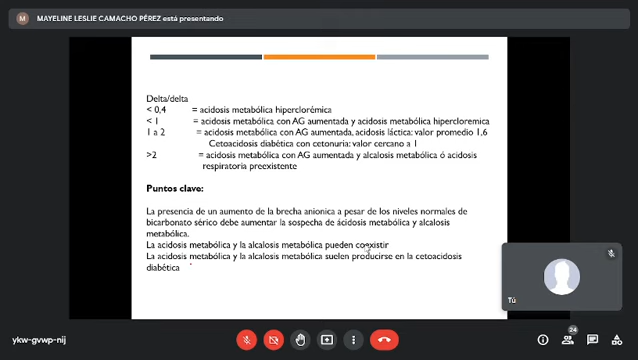 M MAYELINE LESLIE CAMACHO PÉREZ está presentando
Delta/delta
< 0,4 = acidosis metabólica hiperclorémica
< 1 = acidosis metabólica con AG aumentada y acidosis metabólica hipercloremica
1 a 2 = acidosis metabólica con AG aumentada, acidosis láctica: valor promedio 1,6
Cetoacidosis diabética con cetonuria: valor cercano a 1
>2 = acidosis metabólica con AG aumentada y alcalosis metabólica ó acidosis
respiratoria preexistente
Puntos clave:
La presencia de un aumento de la brecha anionica a pesar de los niveles normales de
bicarbonato sérico debe aumentar la sospecha de ácidosis metabólica y alcalosis
metabólica.
La acidosis metabólica y la alcalosis metabólica pueden coexistir
La acidosis metabólica y la alcalosis metabólica suelen producirse en la cetoacidosis
diabética
Tú
ykw-gvwp-nij
24